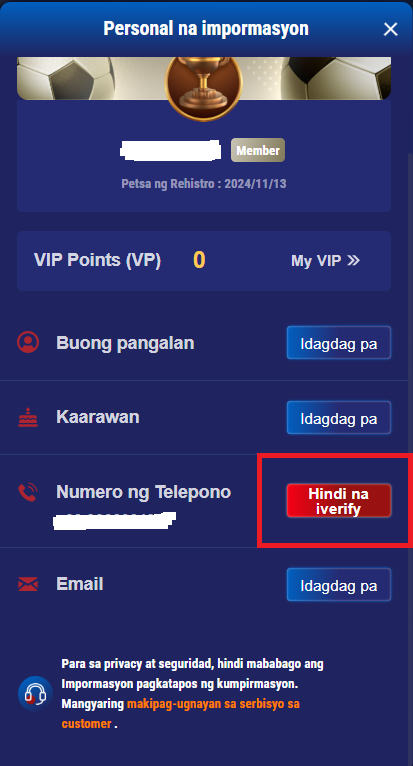 Personal na impormasyon
Member
Petsa ng Rehistro : 2024/11/13
VIP Points (VP) 0 My VIP
Buong pangalan Idagdag pa
Kaarawan Idagdag pa
Numero ng Telepono
Hindi na
iverify
Email Idagdag pa
Para sa privacy at seguridad, hindi mababago ang
Impormasyon pagkatapos ng kumpirmasyon.
Mangyaring makipag-ugnayan sa serbisyo sa
customer .